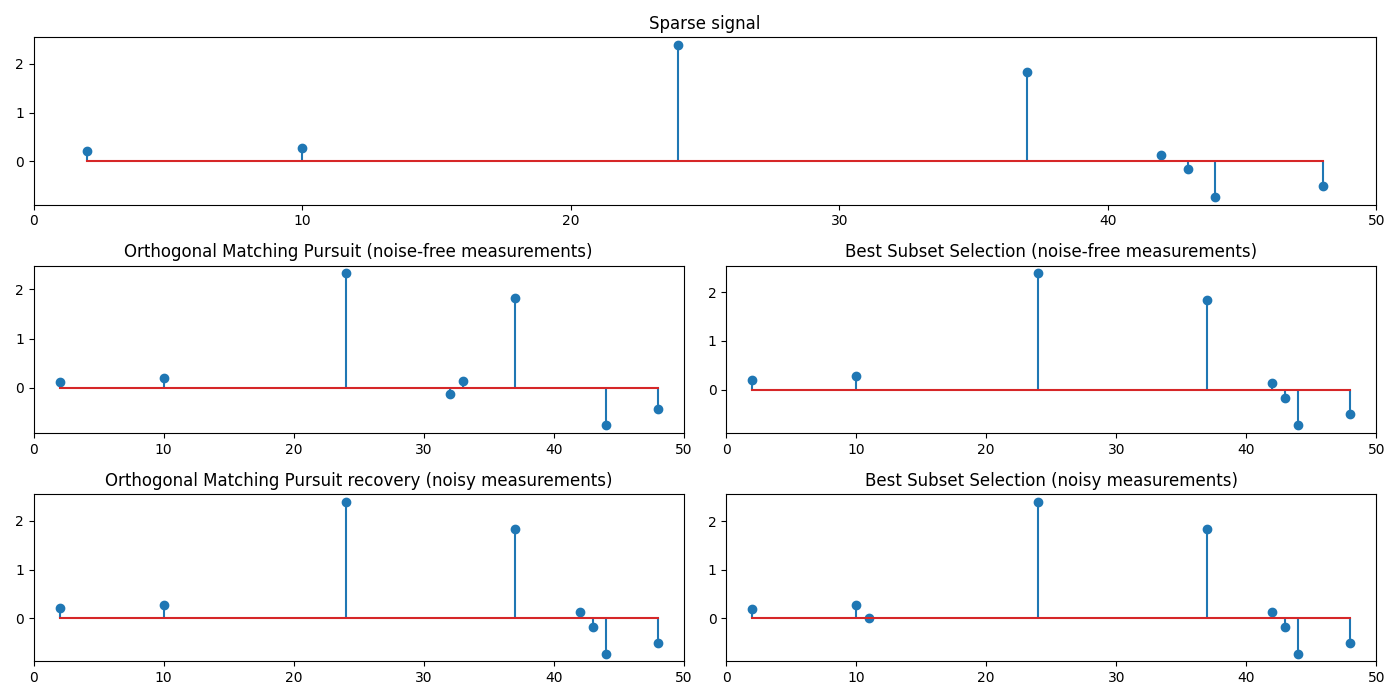 Sparse signal
2
1
0
0 10 20 30 40 50
Orthogonal Matching Pursuit (noise-free measurements)
2
1
0
0 10 20 30 40 50
Best Subset Selection (noise-free measurements)
2
1
0
0 10 20 30 40 50
Orthogonal Matching Pursuit recovery (noisy measurements)
2
1
0
0 10 20 30 40 50
Best Subset Selection (noisy measurements)
2
1
0
0 10 20 30 40 50